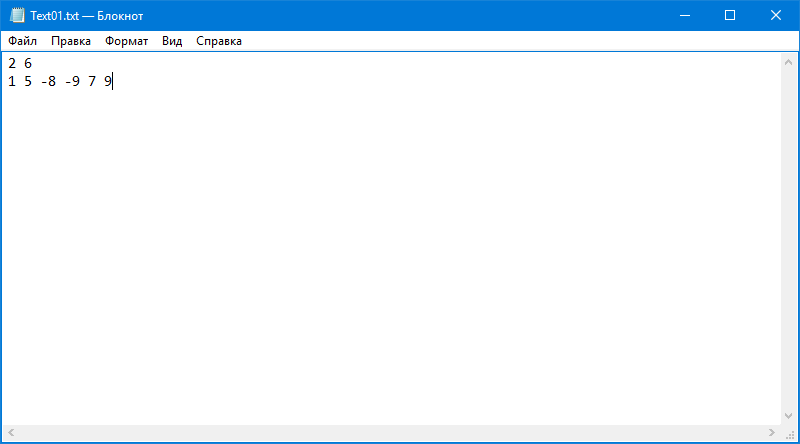 Text01.txt — Блокнот
Файл Правка Формат Вид Справка
2 6
1 5 -8 -9 7 9